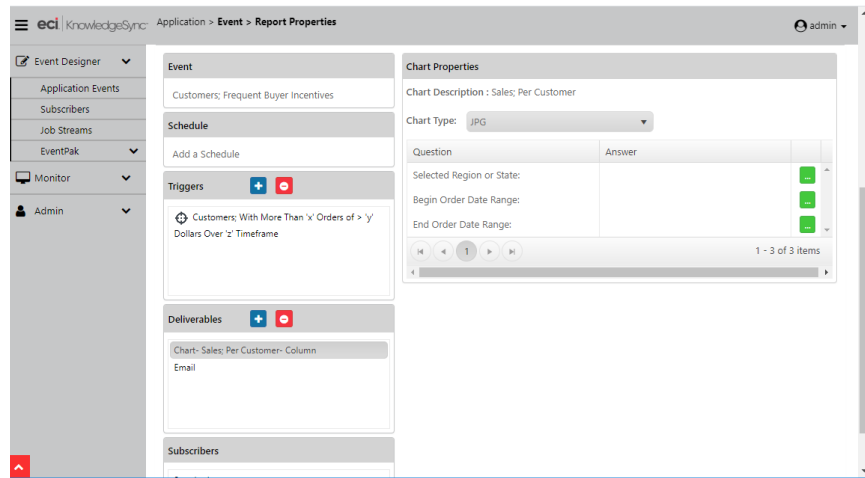 eci KnowledgeSync
Application > Event > Report Properties
admin
Event Designer
Application Events
Subscribers
Job Streams
EventPak
Monitor
Admin
Event
Customers; Frequent Buyer Incentives
Schedule
Add a Schedule
Triggers
Customers; With More Than 'x' Orders of > 'y'
Dollars Over 'z' Timeframe
Deliverables
Chart- Sales; Per Customer- Column
Email
Subscribers
Chart Properties
Chart Description : Sales; Per Customer
Chart Type: JPG
Question Answer
Selected Region or State: ...
Begin Order Date Range: ...
End Order Date Range: ...
1 1 - 3 of 3 items